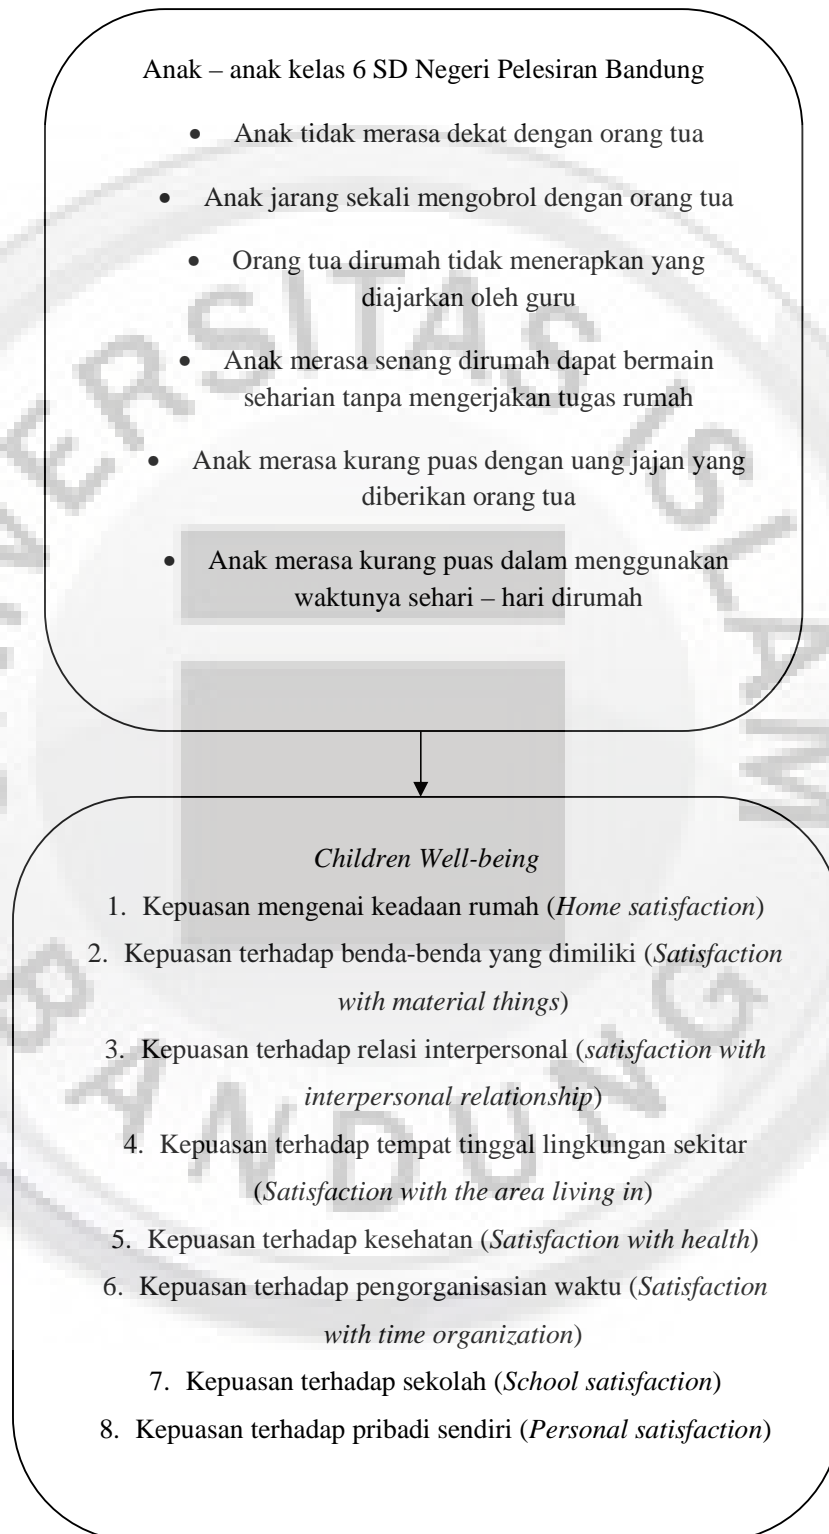 Anak – anak kelas 6 SD Negeri Pelesiran Bandung
• Anak tidak merasa dekat dengan orang tua
• Anak jarang sekali mengobrol dengan orang tua
• Orang tua dirumah tidak menerapkan yang
diajarkan oleh guru
• Anak merasa senang dirumah dapat bermain
seharian tanpa mengerjakan tugas rumah
• Anak merasa kurang puas dengan uang jajan yang
diberikan orang tua
• Anak merasa kurang puas dalam menggunakan
waktunya sehari – hari dirumah
Children Well-being
1. Kepuasan mengenai keadaan rumah (Home satisfaction)
2. Kepuasan terhadap benda-benda yang dimiliki (Satisfaction
with material things)
3. Kepuasan terhadap relasi interpersonal (satisfaction with
interpersonal relationship)
4. Kepuasan terhadap tempat tinggal lingkungan sekitar
(Satisfaction with the area living in)
5. Kepuasan terhadap kesehatan (Satisfaction with health)
6. Kepuasan terhadap pengorganisasian waktu (Satisfaction
with time organization)
7. Kepuasan terhadap sekolah (School satisfaction)
8. Kepuasan terhadap pribadi sendiri (Personal satisfaction)
ERSITAS ISLAM
BANDUNG